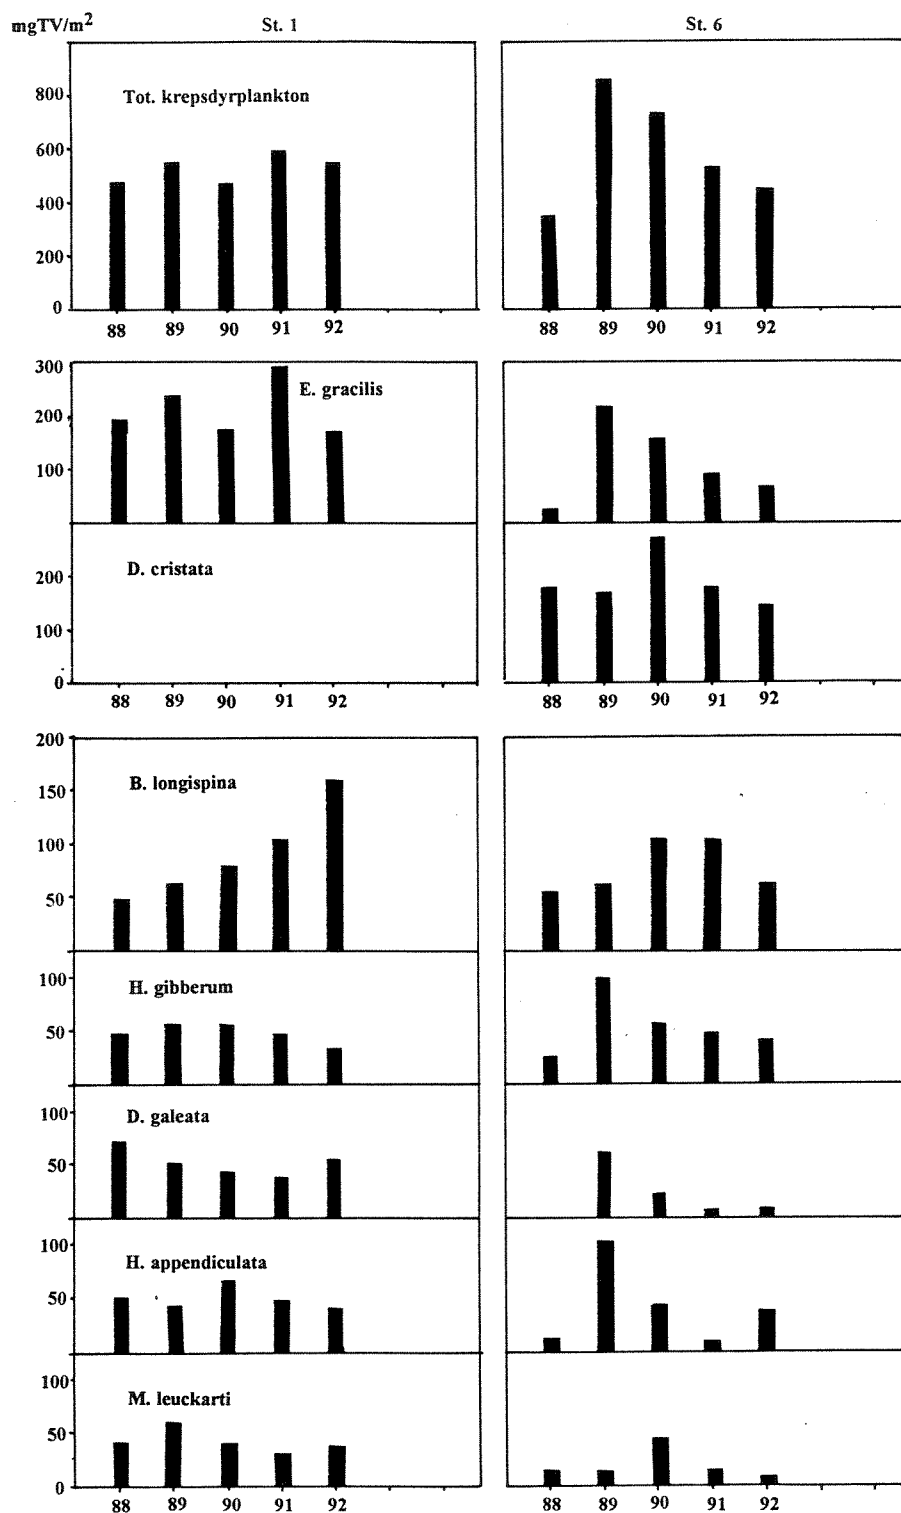 mgTV/m² St. 1 St. 6
Tot. krepsdyrplankton
800
600
400
200
0
88 89 90 91 92 88 89 90 91 92
300
E. gracilis
200
100
D. cristata
200
100
0
88 89 90 91 92 88 89 90 91 92
200
B. longispina
150
100
50
H. gibberum
100
50
D. galeata
100
50
H. appendiculata
100
50
M. leuckarti
100
50
0
88 89 90 91 92 88 89 90 91 92